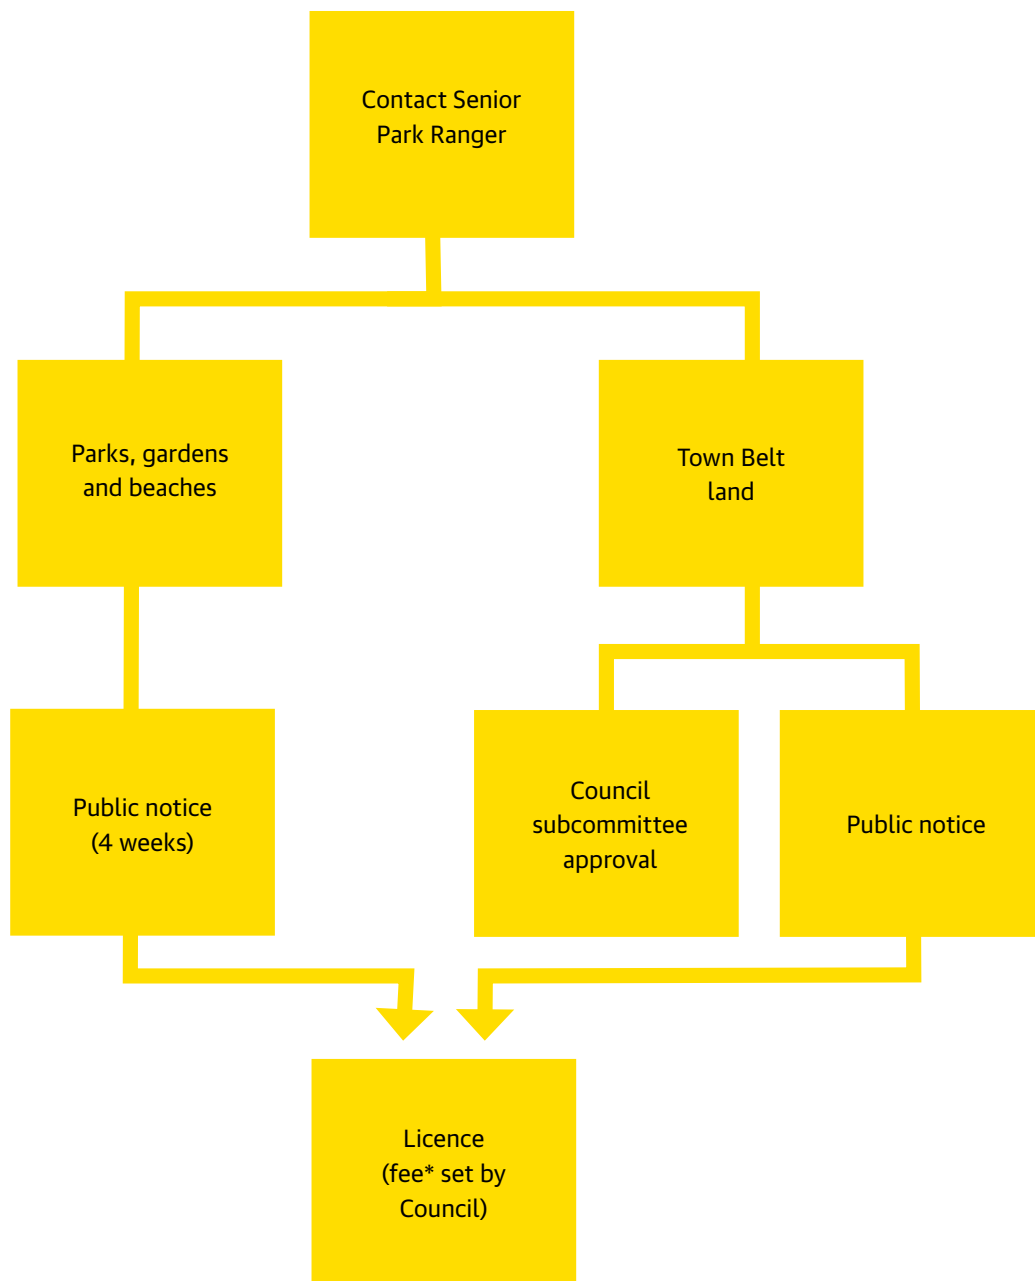 Contact Senior
Park Ranger
Parks, gardens
and beaches
Town Belt
land
Public notice
(4 weeks)
Council
subcommittee
approval
Public notice
Licence
(fee* set by
Council)